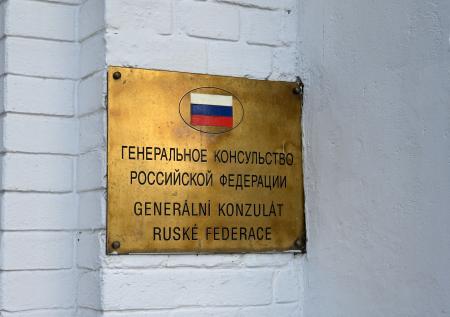 ГЕНЕРАЛЬНОЕ КОНСУЛЬСТВО
РОССИЙСКОЙ ФЕДЕРАЦИИ
GENERÁLNÍ KONZULÁT
RUSKÉ FEDERACE